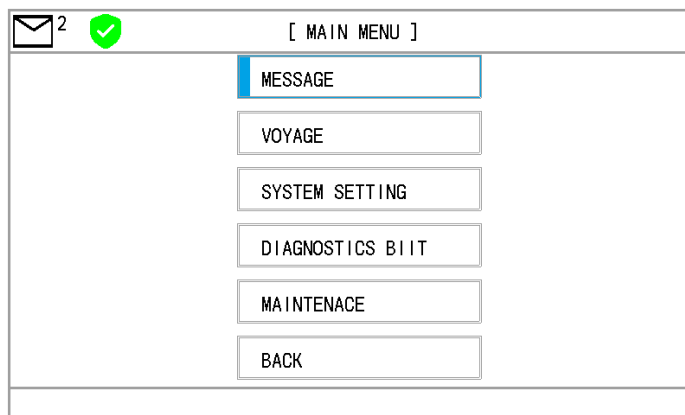 2
[ MAIN MENU ]
MESSAGE
VOYAGE
SYSTEM SETTING
DIAGNOSTICS BIIT
MAINTENACE
BACK